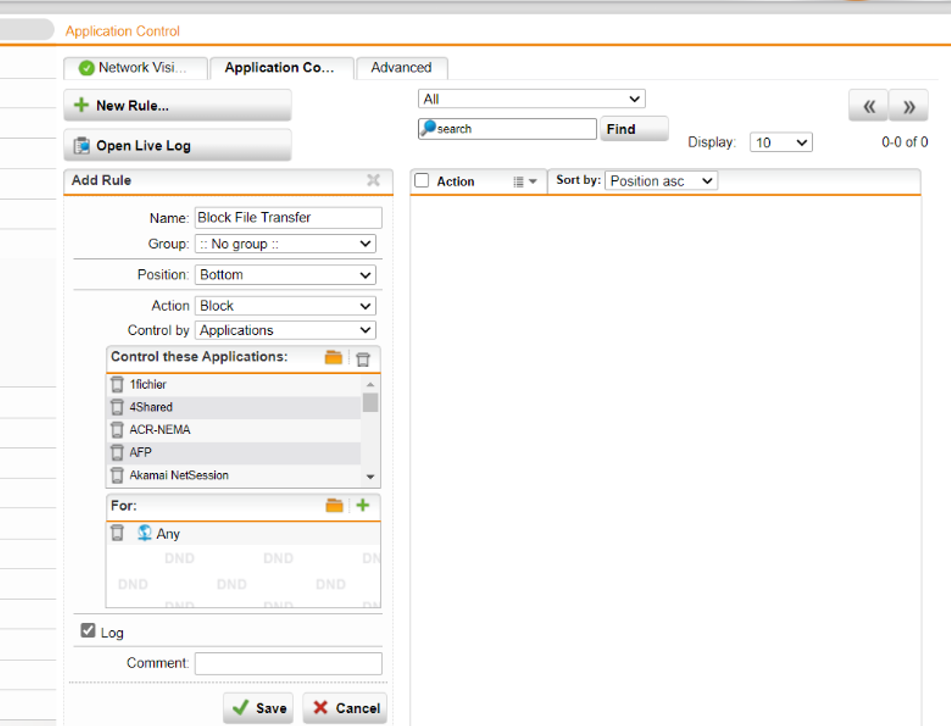 Application Control
Network Visi...
Application Co...
Advanced
New Rule...
Open Live Log
All
search
Find
Display:
10
«
»
0-0 of 0
Add Rule
Name:
Block File Transfer
Group:
:: No group ::
Position:
Bottom
Action
Block
Control by
Applications
Control these Applications:
1fichier
4Shared
ACR-NEMA
AFP
Akamai NetSession
For:
Any
DND DND DN
DND DND DND
DND DND DN
Log
Comment:
Save
Cancel
Action
Sort by:
Position asc